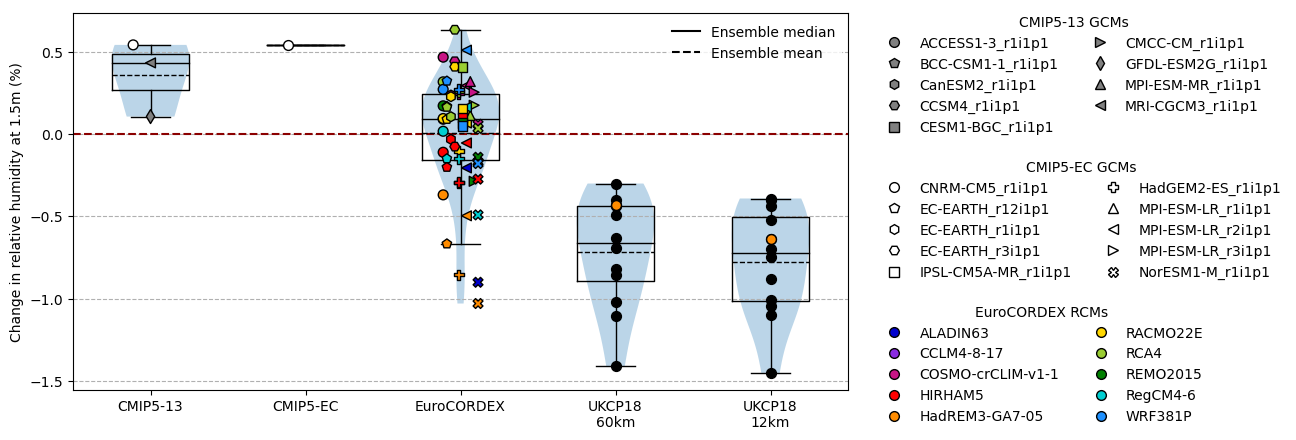 Change in relative humidity at 1.5m (%)
0.5
0.0
−0.5
−1.0
−1.5
Ensemble median
Ensemble mean
CMIP5-13
CMIP5-EC
EuroCORDEX
UKCP18
60km
UKCP18
12km
CMIP5-13 GCMs
ACCESS1-3_r1i1p1
BCC-CSM1-1_r1i1p1
CanESM2_r1i1p1
CCSM4_r1i1p1
CESM1-BGC_r1i1p1
CMCC-CM_r1i1p1
GFDL-ESM2G_r1i1p1
MPI-ESM-MR_r1i1p1
MRI-CGCM3_r1i1p1
CMIP5-EC GCMs
CNRM-CM5_r1i1p1
EC-EARTH_r12i1p1
EC-EARTH_r1i1p1
EC-EARTH_r3i1p1
IPSL-CM5A-MR_r1i1p1
HadGEM2-ES_r1i1p1
MPI-ESM-LR_r1i1p1
MPI-ESM-LR_r2i1p1
MPI-ESM-LR_r3i1p1
NorESM1-M_r1i1p1
EuroCORDEX RCMs
ALADIN63
CCLM4-8-17
COSMO-crCLIM-v1-1
HIRHAM5
HadREM3-GA7-05
RACMO22E
RCA4
REMO2015
RegCM4-6
WRF381P